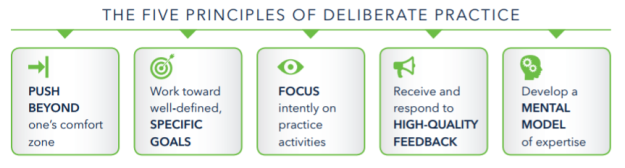 THE FIVE PRINCIPLES OF DELIBERATE PRACTICE
PUSH
BEYOND
one's comfort
zone
Work toward
well-defined,
SPECIFIC
GOALS
FOCUS
intently on
practice
activities
Receive and
respond to
HIGH-QUALITY
FEEDBACK
Develop a
MENTAL
MODEL
of expertise